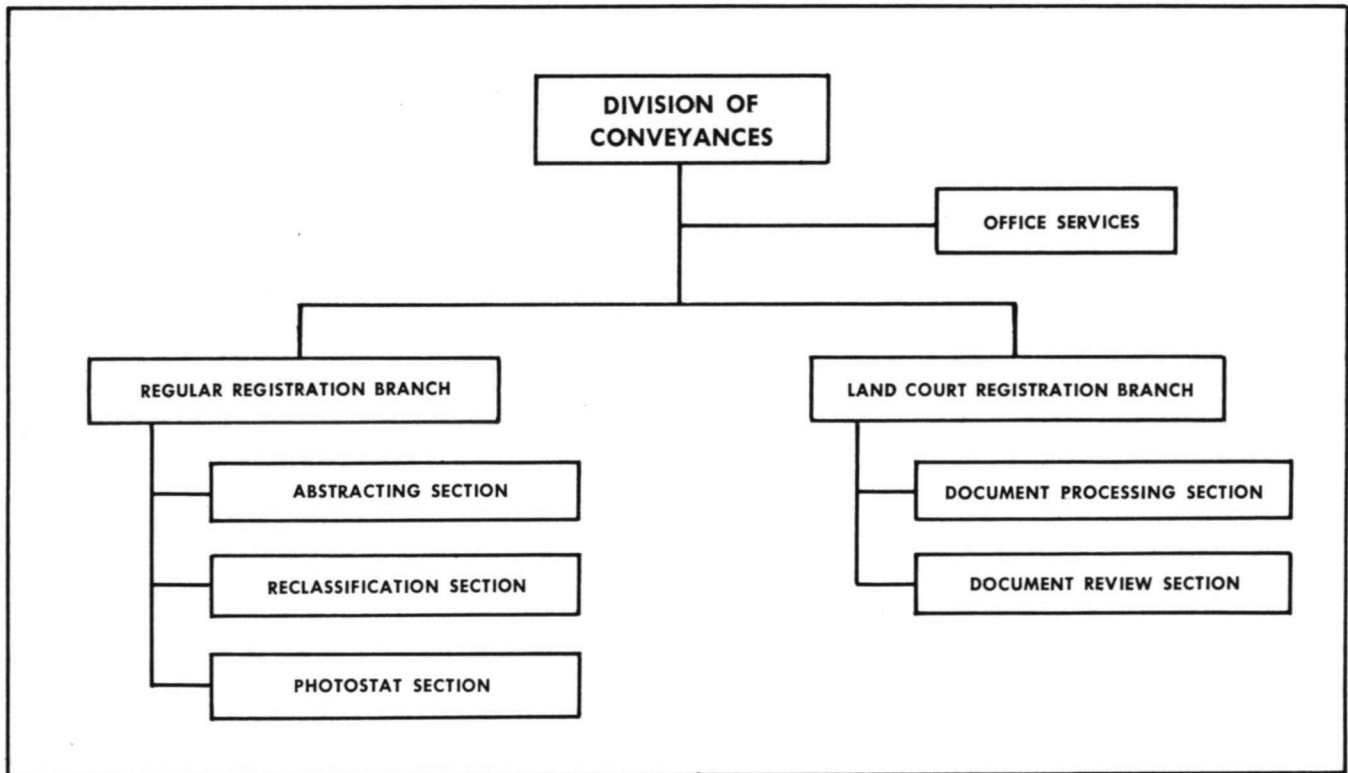 DIVISION OF
CONVEYANCES
OFFICE SERVICES
REGULAR REGISTRATION BRANCH
LAND COURT REGISTRATION BRANCH
ABSTRACTING SECTION
DOCUMENT PROCESSING SECTION
RECLASSIFICATION SECTION
DOCUMENT REVIEW SECTION
PHOTOSTAT SECTION